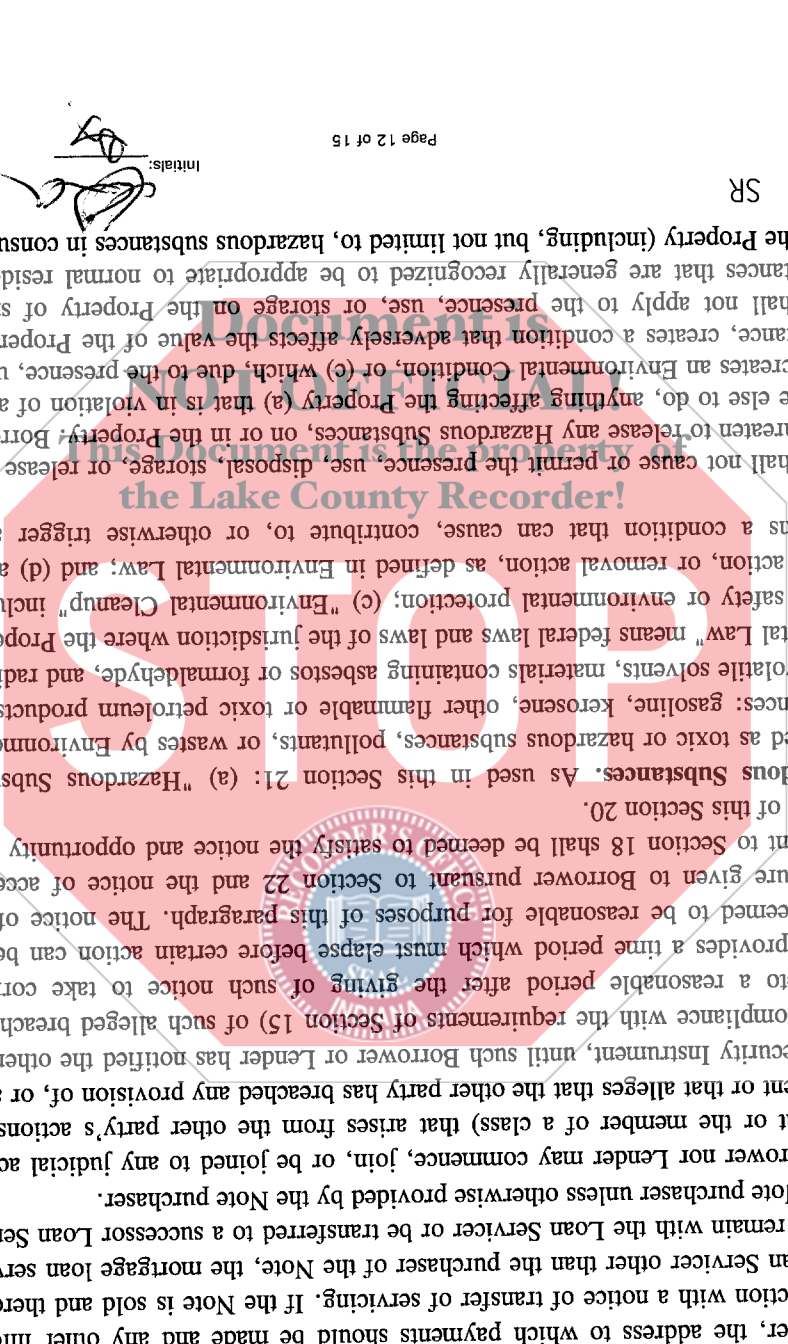 er, the address to which payments should be made and any other inf
ction with a notice of transfer of servicing. If the Note is sold and there
an Servicer other than the purchaser of the Note, the mortgage loan serv
remain with the Loan Servicer or be transferred to a successor Loan Ser
lote purchaser unless otherwise provided by the Note purchaser.
rower nor Lender may commence, join, or be joined to any judicial ac
t or the member of a class) that arises from the other party's actions
ent or that alleges that the other party has breached any provision of, or a
curity Instrument, until such Borrower or Lender has notified the other
ompliance with the requirements of Section 15) of such alleged breach
to a reasonable period after the giving of such notice to take corr
provides a time period which must elapse before certain action can be
eemed to be reasonable for purposes of this paragraph. The notice of
ure given to Borrower pursuant to Section 22 and the notice of acce
nt to Section 18 shall be deemed to satisfy the notice and opportunity
of this Section 20.
dous Substances. As used in this Section 21: (a) "Hazardous Subs
ed as toxic or hazardous substances, pollutants, or wastes by Environme
nces: gasoline, kerosene, other flammable or toxic petroleum products
olatile solvents, materials containing asbestos or formaldehyde, and radi
tal Law" means federal laws and laws of the jurisdiction where the Prope
safety or environmental protection; (c) "Environmental Cleanup" inclu
action, or removal action, as defined in Environmental Law; and (d) a
ns a condition that can cause, contribute to, or otherwise trigger a
hall not cause or permit the presence, use, disposal, storage, or release
reaten to release any Hazardous Substances, on or in the Property. Borr
e else to do, anything affecting the Property (a) that is in violation of a
creates an Environmental Condition, or (c) which, due to the presence, u
tance, creates a condition that adversely affects the value of the Proper
hall not apply to the presence, use, or storage on the Property of s
tances that are generally recognized to be appropriate to normal resid
he Property (including, but not limited to, hazardous substances in consu
SR
Initials:
Page 12 of 15
Document is
NOT OFFICIAL!
This Document is the property of
the Lake County Recorder!
STOP
RECORDER'S OFFICE
SEAL
INDIANA